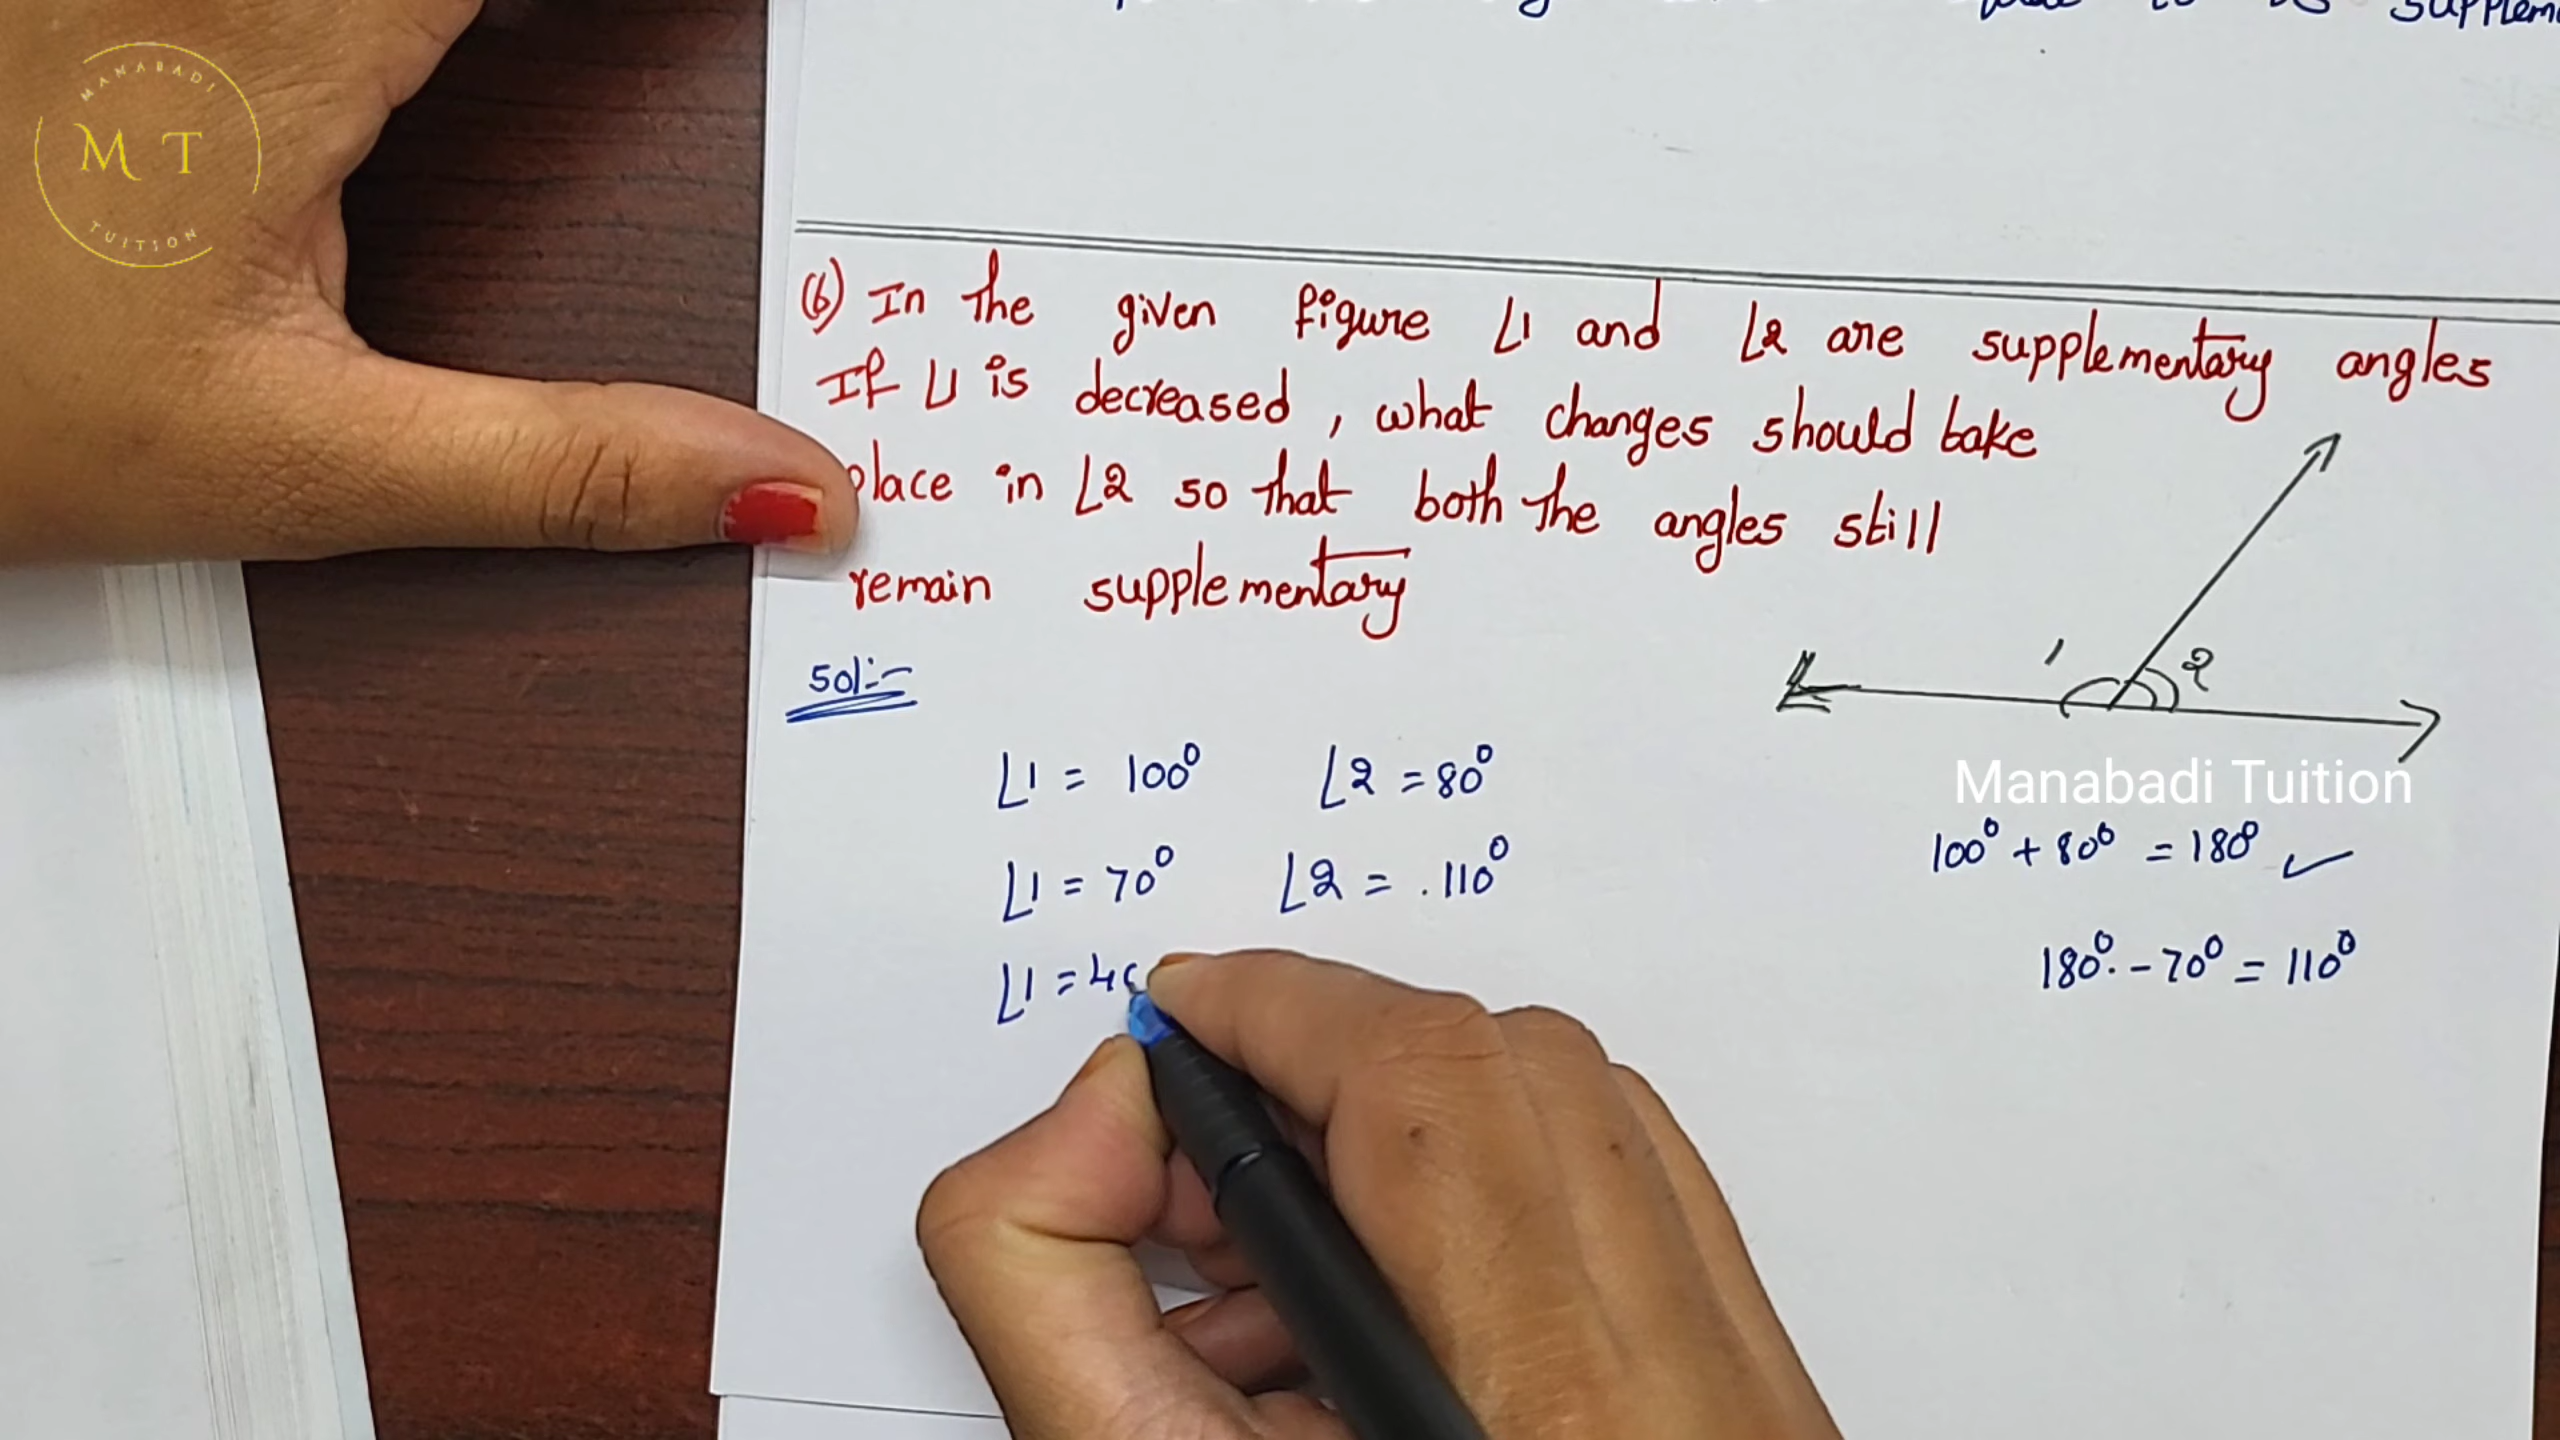 MANABADI
M T
TUITION
(6) In the given figure ∠1 and ∠2 are supplementary angles
If ∠1 is decreased, what changes should take
place in ∠2 so that both the angles still
remain supplementary
Sol:-
1 2
∠1 = 100° ∠2 = 80°
Manabadi Tuition
100° + 80° = 180° ✓
∠1 = 70° ∠2 = .110°
180°. - 70° = 110°
∠1 = 4